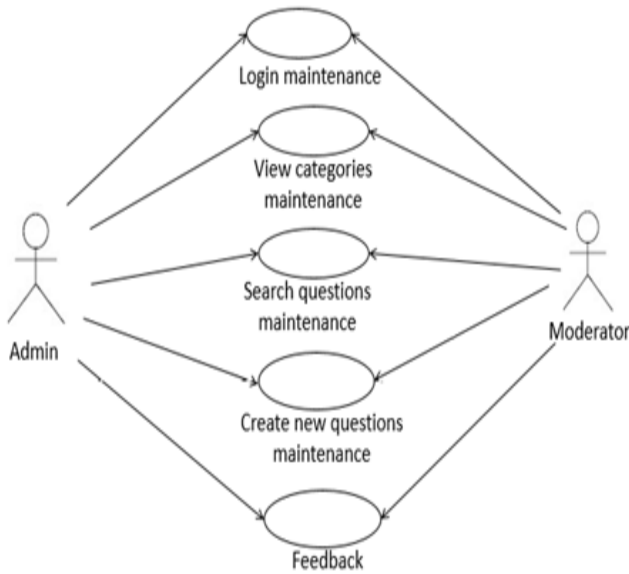 Login maintenance
View categories
maintenance
Search questions
maintenance
Admin
Moderator
Create new questions
maintenance
Feedback